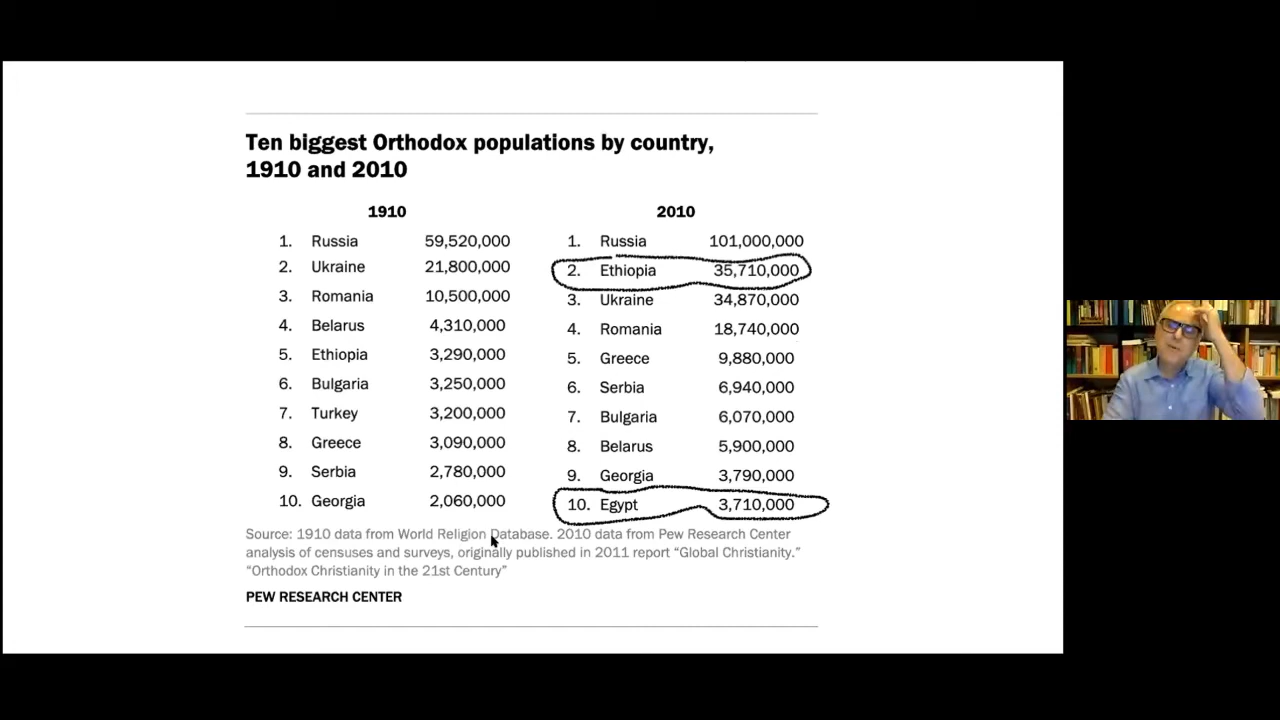 Ten biggest Orthodox populations by country,
1910 and 2010
1910
1. Russia 59,520,000
2. Ukraine 21,800,000
3. Romania 10,500,000
4. Belarus 4,310,000
5. Ethiopia 3,290,000
6. Bulgaria 3,250,000
7. Turkey 3,200,000
8. Greece 3,090,000
9. Serbia 2,780,000
10. Georgia 2,060,000
2010
1. Russia 101,000,000
2. Ethiopia 35,710,000
3. Ukraine 34,870,000
4. Romania 18,740,000
5. Greece 9,880,000
6. Serbia 6,940,000
7. Bulgaria 6,070,000
8. Belarus 5,900,000
9. Georgia 3,790,000
10. Egypt 3,710,000
Source: 1910 data from World Religion Database. 2010 data from Pew Research Center
analysis of censuses and surveys, originally published in 2011 report “Global Christianity.”
“Orthodox Christianity in the 21st Century”
PEW RESEARCH CENTER